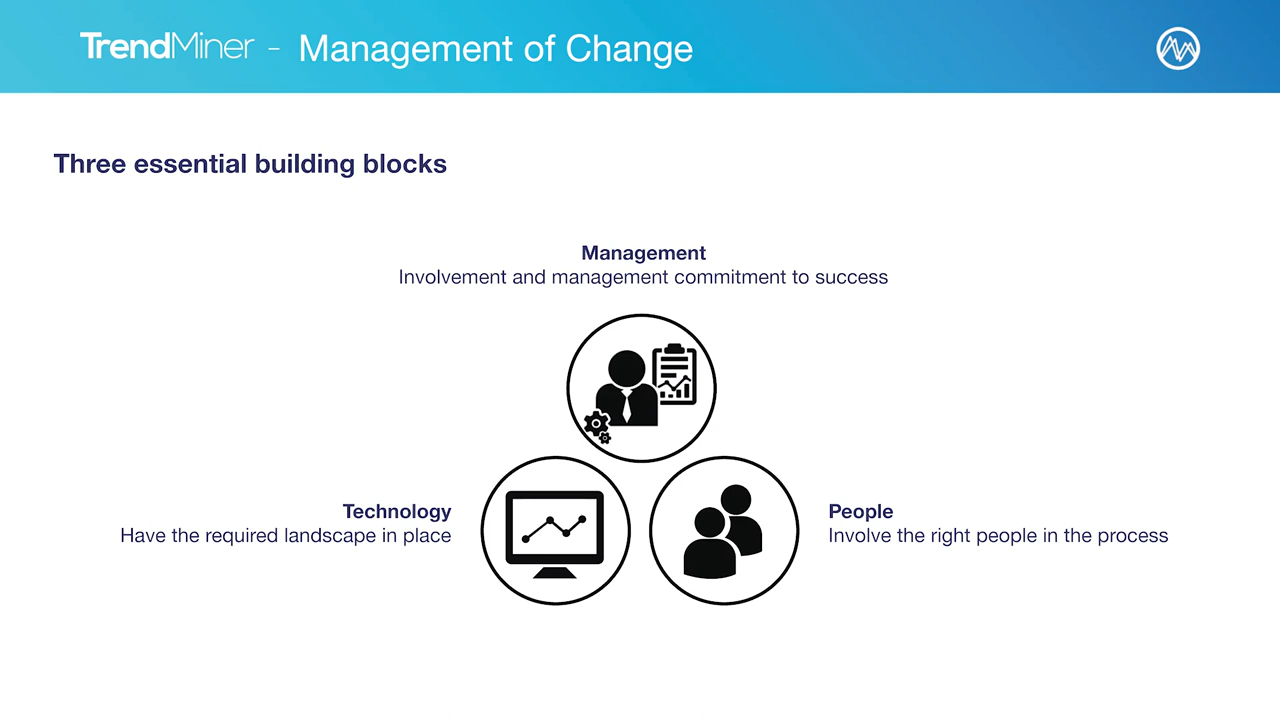 TrendMiner - Management of Change
Three essential building blocks
Management
Involvement and management commitment to success
Technology
Have the required landscape in place
People
Involve the right people in the process